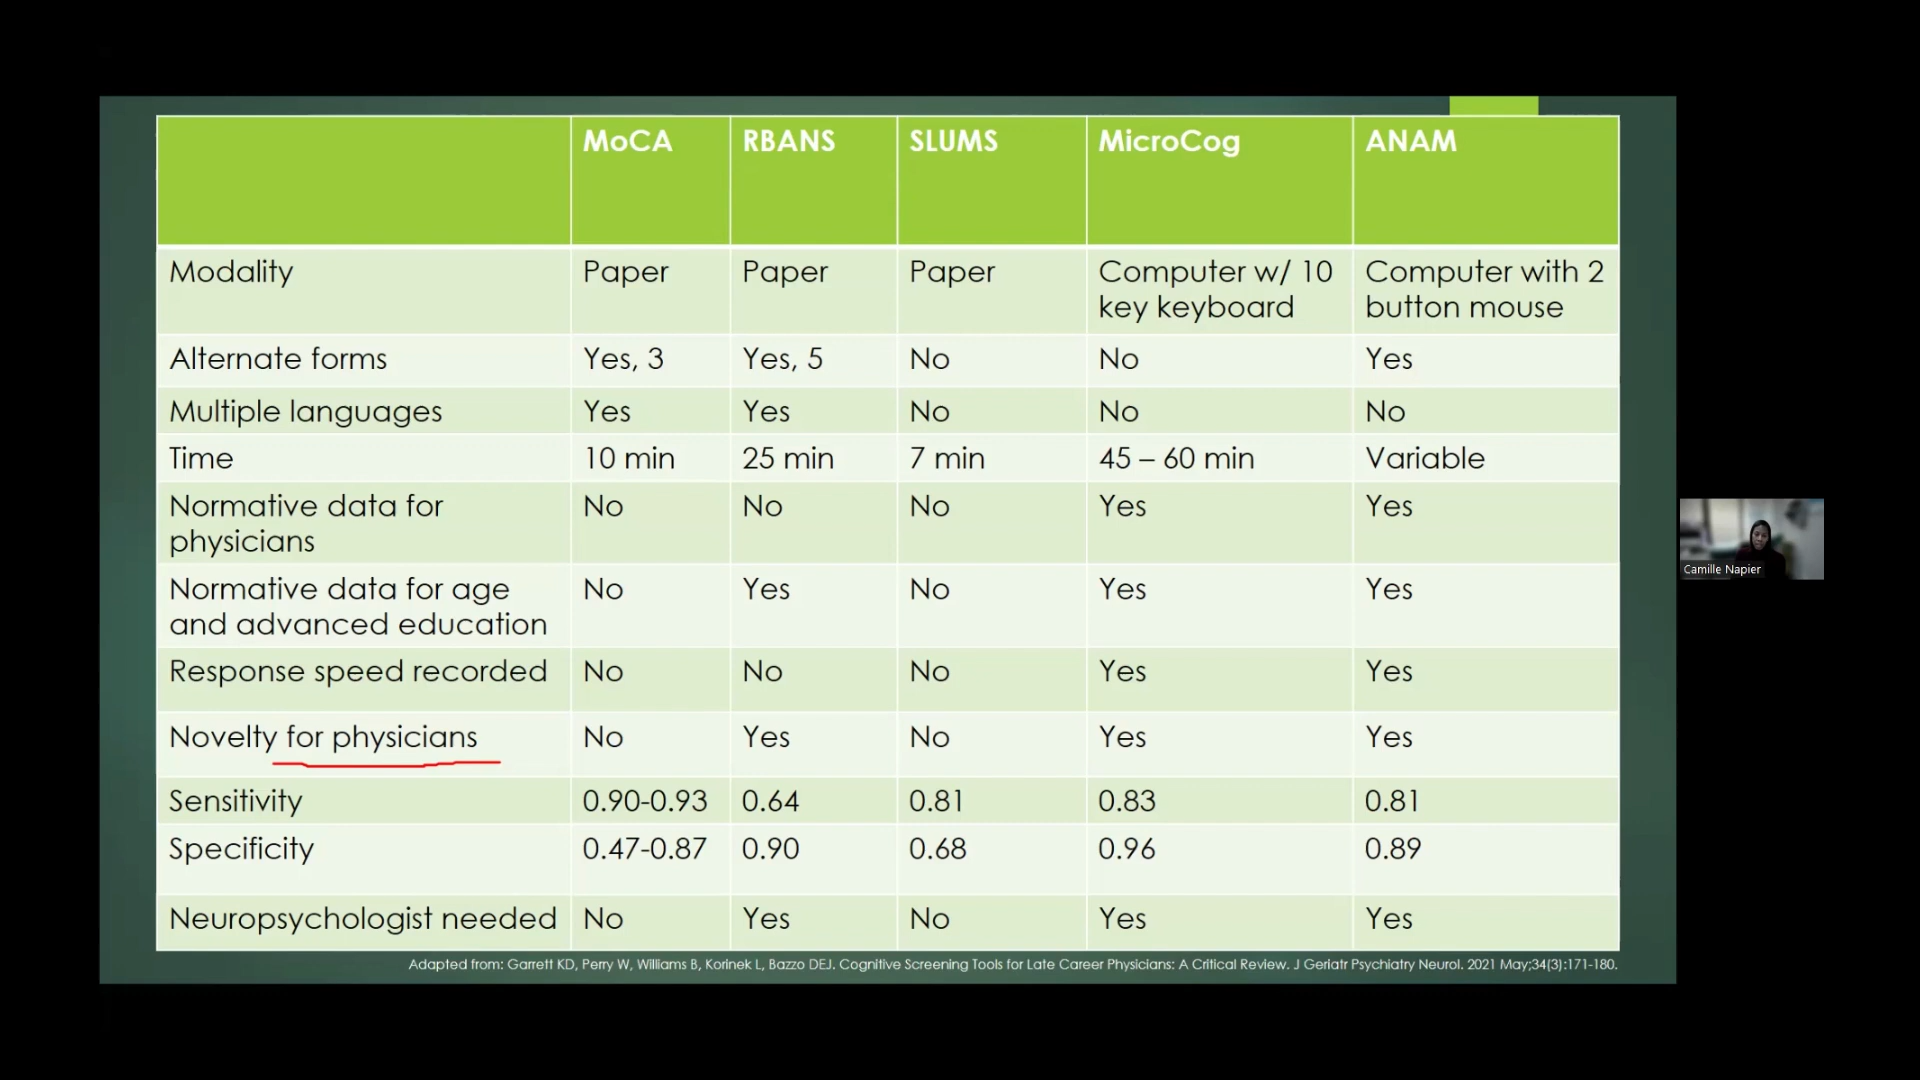 MoCA RBANS SLUMS MicroCog ANAM
Modality Paper Paper Paper Computer w/ 10 Computer with 2
key keyboard button mouse
Alternate forms Yes, 3 Yes, 5 No No Yes
Multiple languages Yes Yes No No No
Time 10 min 25 min 7 min 45 – 60 min Variable
Normative data for No No No Yes Yes
physicians
Normative data for age No Yes No Yes Yes
and advanced education
Response speed recorded No No No Yes Yes
Novelty for physicians No Yes No Yes Yes
Sensitivity 0.90-0.93 0.64 0.81 0.83 0.81
Specificity 0.47-0.87 0.90 0.68 0.96 0.89
Neuropsychologist needed No Yes No Yes Yes
Adapted from: Garrett KD, Perry W, Williams B, Korinek L, Bazzo DEJ. Cognitive Screening Tools for Late Career Physicians: A Critical Review. J Geriatr Psychiatry Neurol. 2021 May;34(3):171-180.
Camille Napier